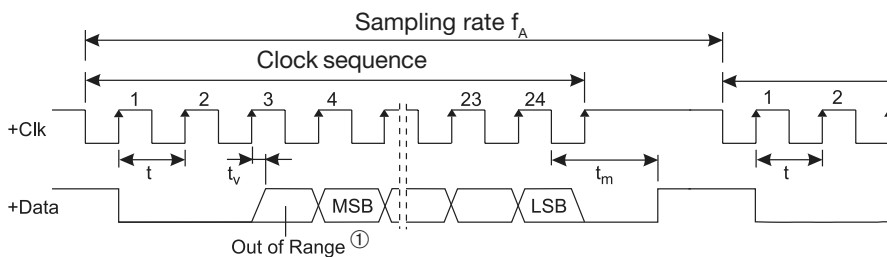 Sampling rate fA
Clock sequence
1 2 3 4 23 24 1 2
+Clk
t tv tm t
+Data
MSB LSB
Out of Range ①